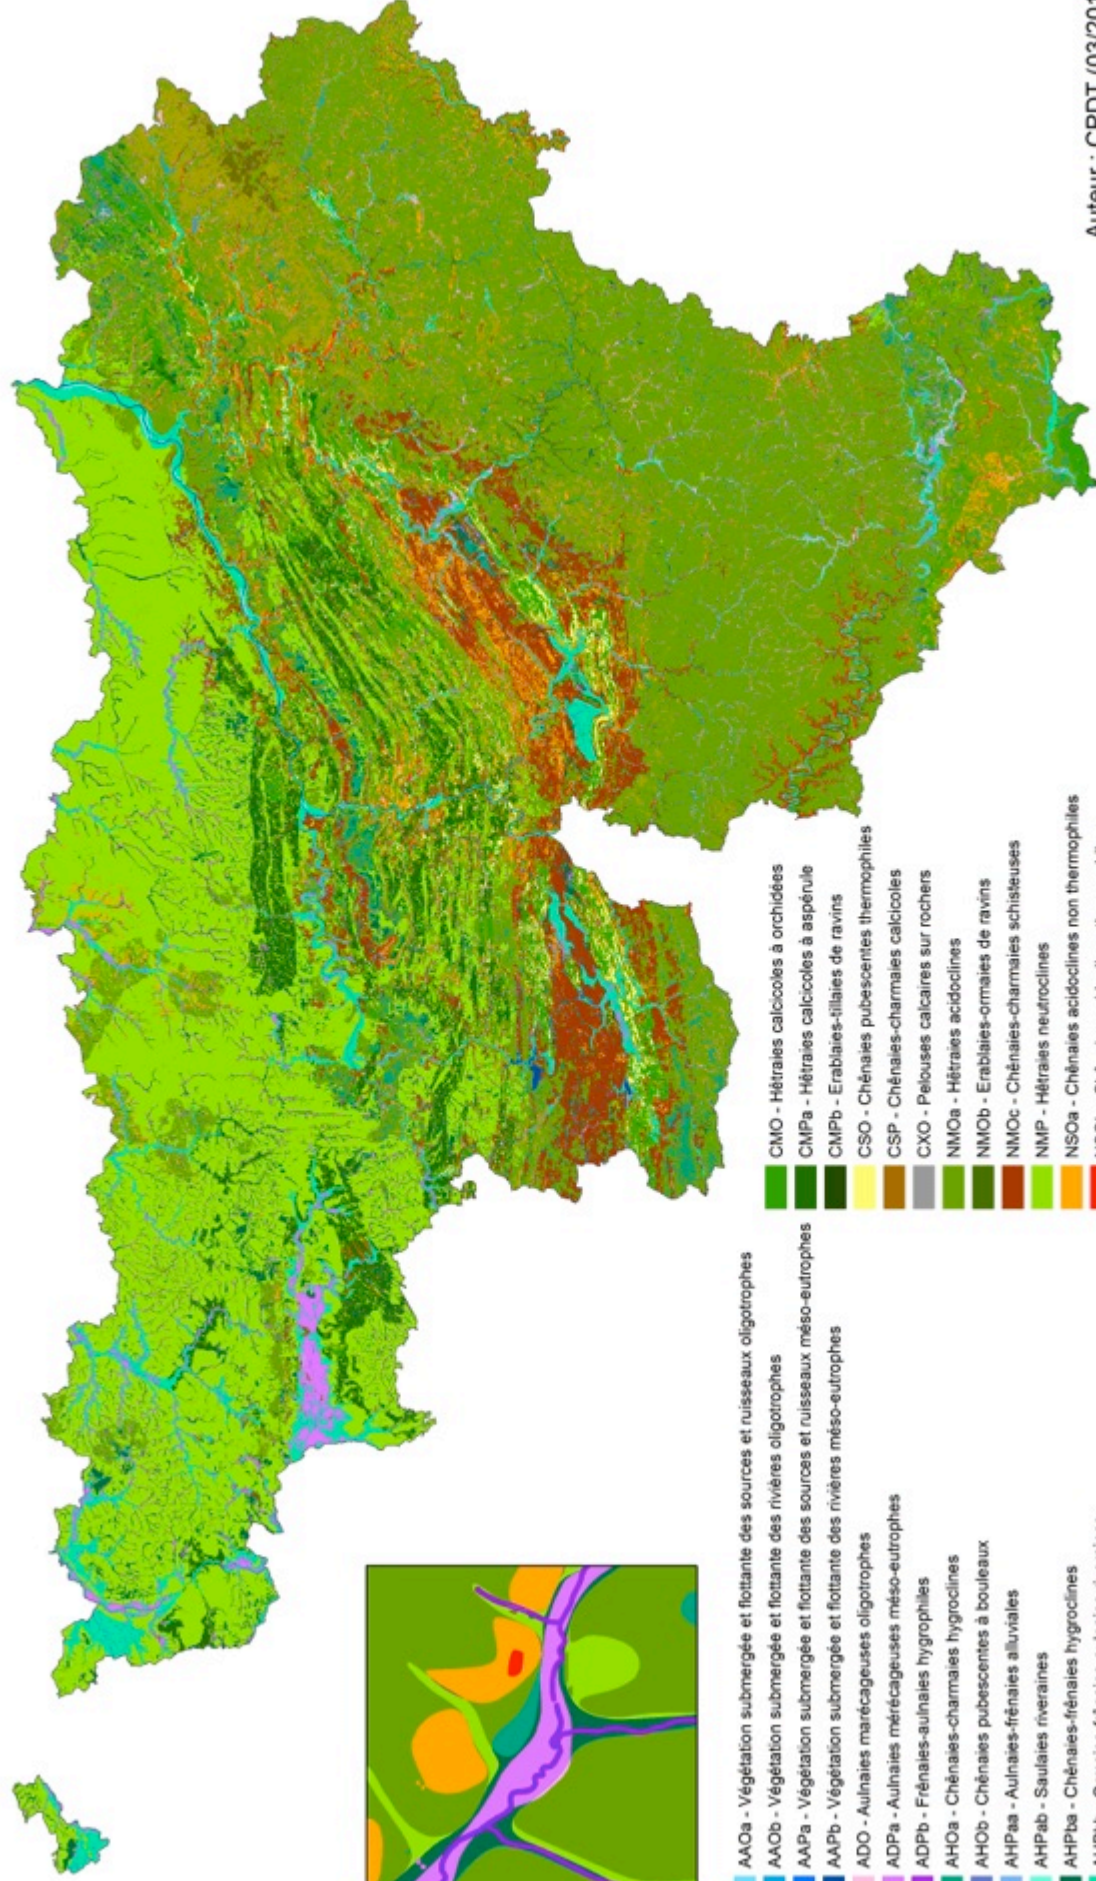 AAOa - Végétation submergée et flottante des sources et ruisseaux oligotrophes
AAOb - Végétation submergée et flottante des rivières oligotrophes
AAPa - Végétation submergée et flottante des sources et ruisseaux méso-eutrophes
AAPb - Végétation submergée et flottante des rivières méso-eutrophes
ADO - Aulnaies marécageuses oligotrophes
ADPa - Aulnaies mérécageuses méso-eutrophes
ADPb - Frênaies-aulnaies hygrophiles
AHOa - Chênaies-charmaies hygroclines
AHOb - Chênaies pubescentes à bouleaux
AHPaa - Aulnaies-frênaies alluviales
AHPab - Saulaies riveraines
AHPba - Chênaies-frênaies hygroclines
CMO - Hêtraies calcicoles à orchidées
CMPa - Hêtraies calcicoles à aspérule
CMPb - Erablaies-tillaies de ravins
CSO - Chênaies pubescentes thermophiles
CSP - Chênaies-charmaies calcicoles
CXO - Pelouses calcaires sur rochers
NMOa - Hêtraies acidoclines
NMOb - Erablaies-ormaies de ravins
NMOc - Chênaies-charmaies schisteuses
NMP - Hêtraies neutroclines
NSOa - Chênaies acidoclines non thermophiles
Auteur : CPDT /03/201